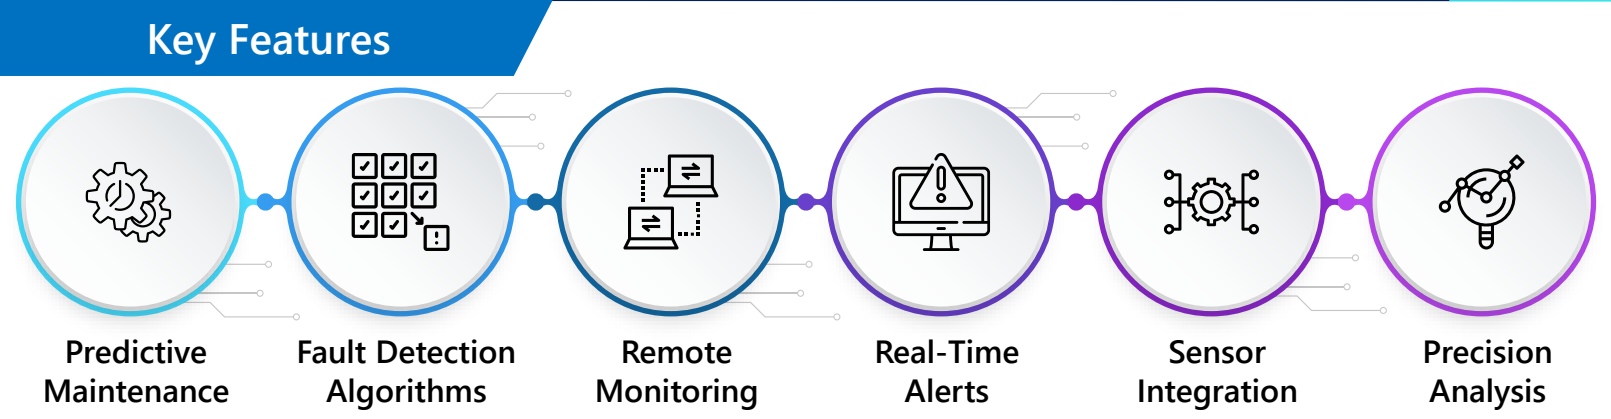 Key Features
Predictive
Maintenance
Fault Detection
Algorithms
Remote
Monitoring
Real-Time
Alerts
Sensor
Integration
Precision
Analysis